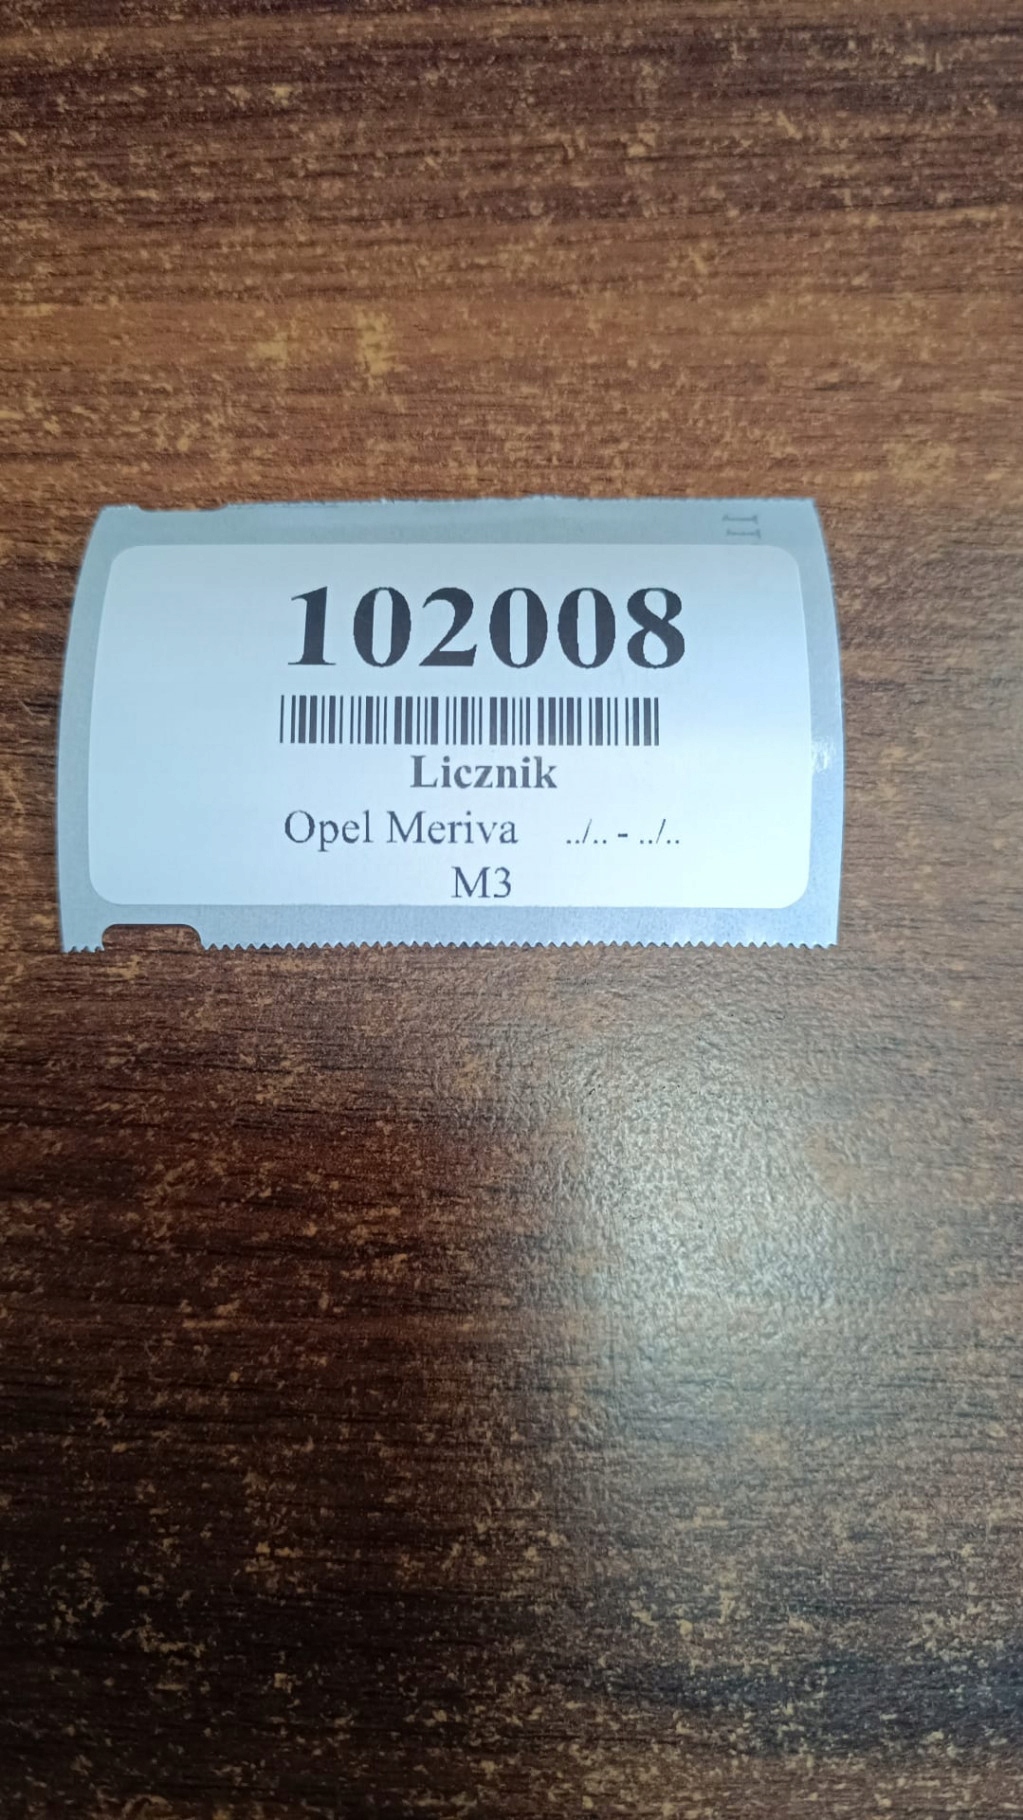 102008
Licznik
Opel Meriva ../.. - ../..
M3